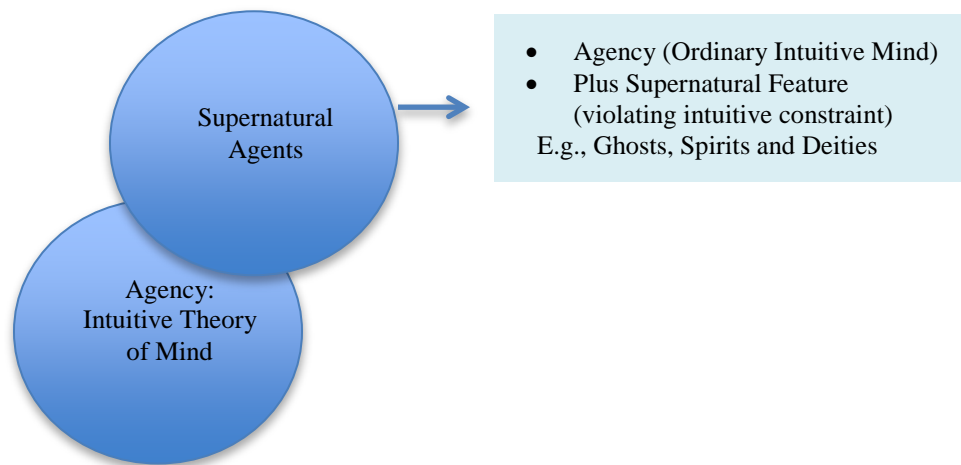 Supernatural
Agents
• Agency (Ordinary Intuitive Mind)
• Plus Supernatural Feature
(violating intuitive constraint)
E.g., Ghosts, Spirits and Deities
Agency:
Intuitive Theory
of Mind